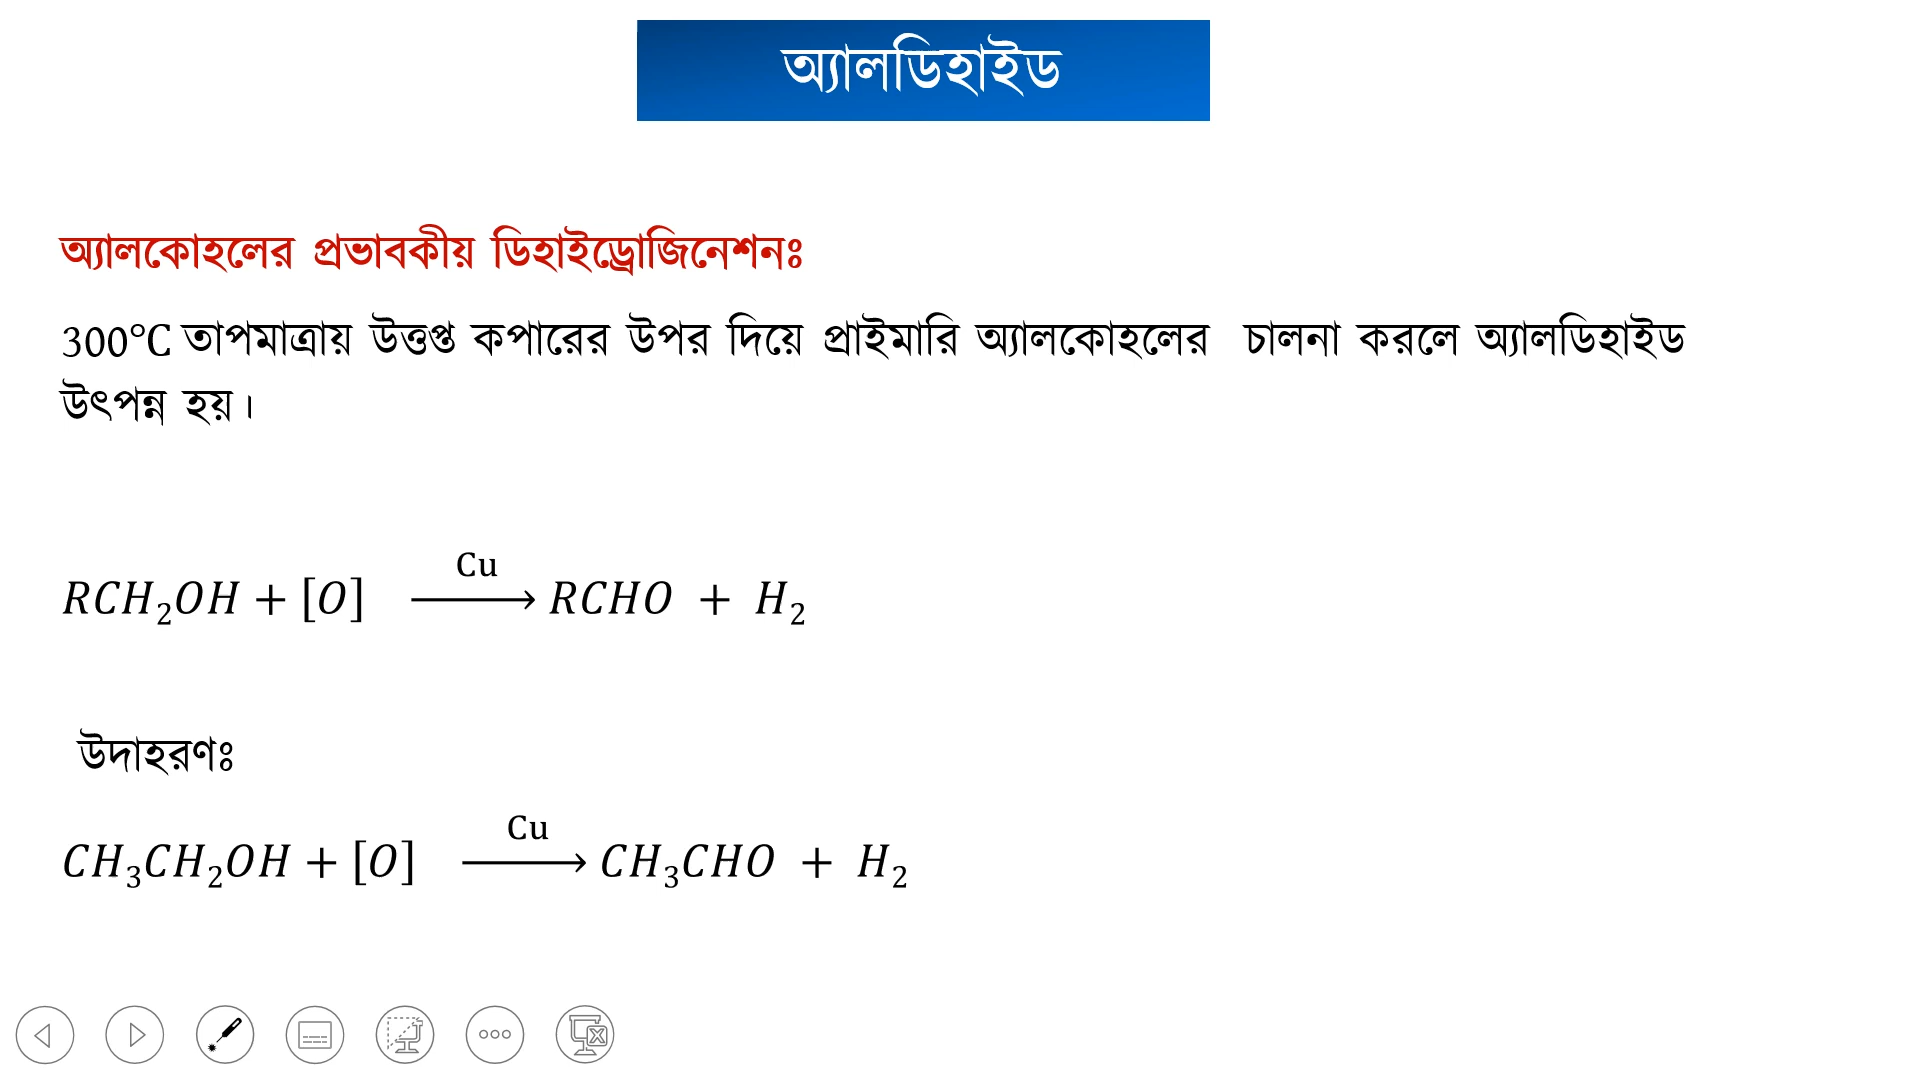 অ্যালডিহাইড
অ্যালকোহলের প্রভাবকীয় ডিহাইড্রোজিনেশনঃ
300°C তাপমাত্রায় উত্তপ্ত কপারের উপর দিয়ে প্রাইমারি অ্যালকোহলের চালনা করলে অ্যালডিহাইড
উৎপন্ন হয়।
Cu
RCH₂OH + [O] ⟶ RCHO + H₂
উদাহরণঃ
Cu
CH₃CH₂OH + [O] ⟶ CH₃CHO + H₂